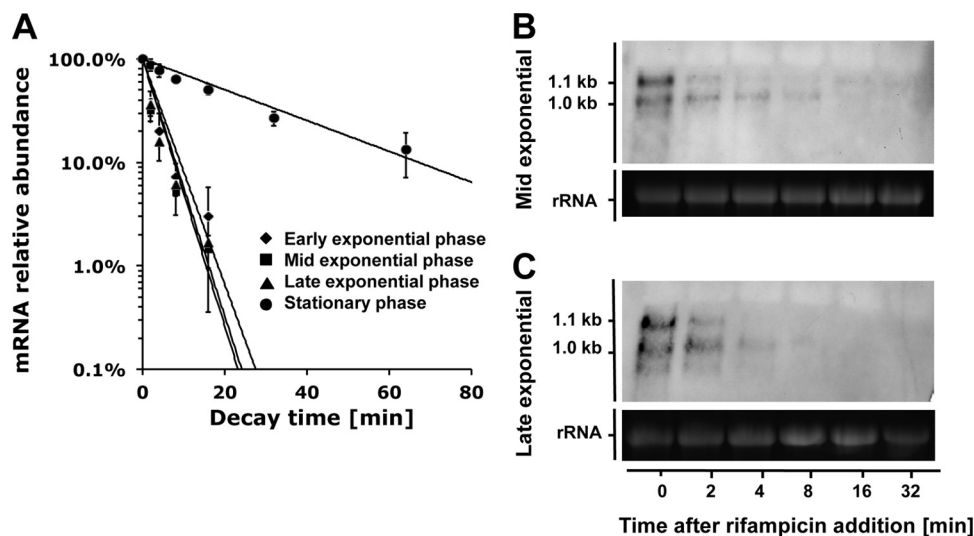 A
mRNA relative abundance
100.0%
10.0%
1.0%
0.1%
0
20
40
60
80
Decay time [min]
Early exponential phase
Mid exponential phase
Late exponential phase
Stationary phase
B
Mid exponential
1.1 kb
1.0 kb
rRNA
C
Late exponential
1.1 kb
1.0 kb
rRNA
0 2 4 8 16 32
Time after rifampicin addition [min]